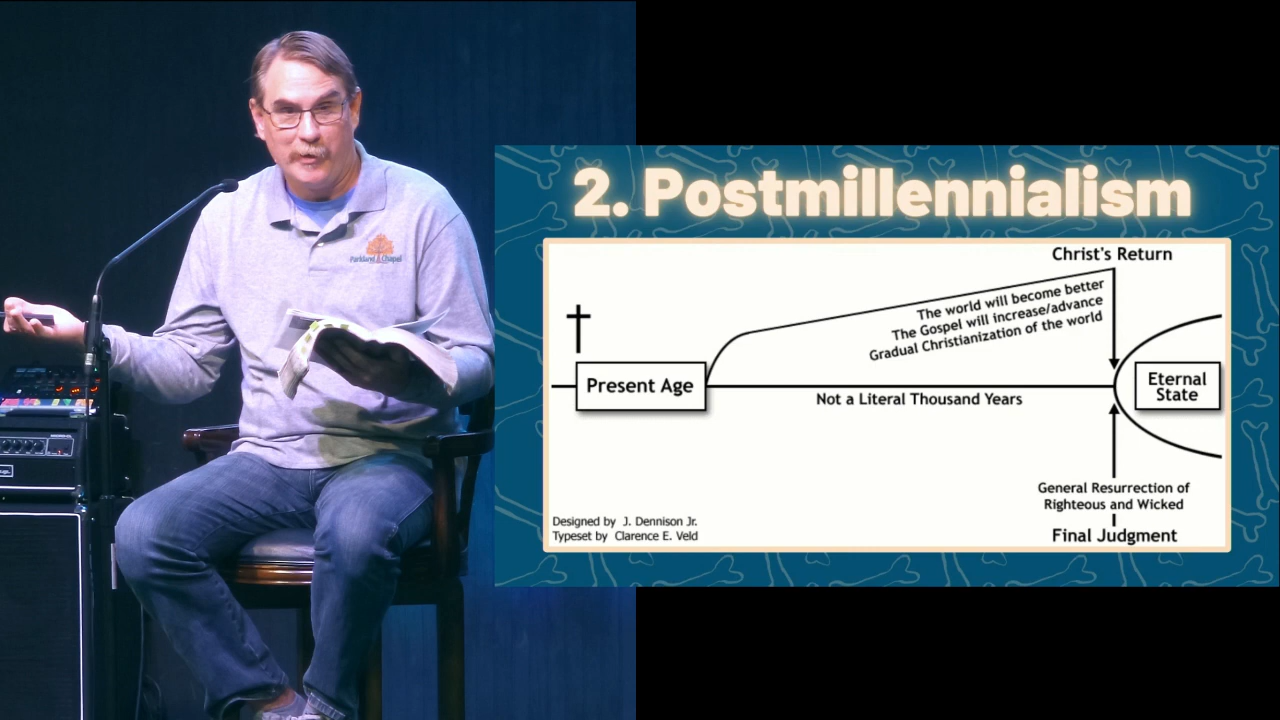 Parkland Chapel
2. Postmillennialism
Christ's Return
The world will become better
The Gospel will increase/advance
Gradual Christianization of the world
Present Age
Not a Literal Thousand Years
Eternal
State
General Resurrection of
Righteous and Wicked
Final Judgment
Designed by J. Dennison Jr.
Typeset by Clarence E. Veld